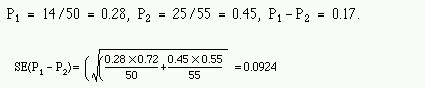 P₁ = 14/50 = 0.28, P₂ = 25/55 = 0.45, P₁ - P₂ = 0.17.
SE(P₁ - P₂) = (√(0.28×0.72/50 + 0.45×0.55/55) = 0.0924